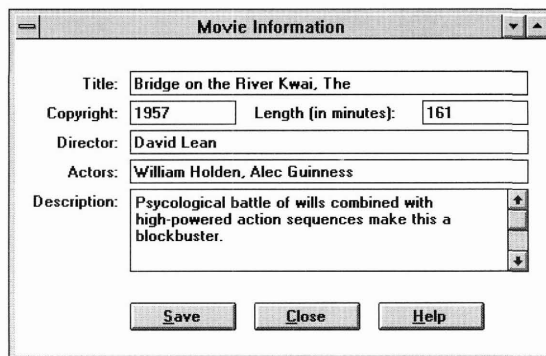 Movie Information
Title: Bridge on the River Kwai, The
Copyright: 1957 Length (in minutes): 161
Director: David Lean
Actors: William Holden, Alec Guinness
Description: Psycological battle of wills combined with
high-powered action sequences make this a
blockbuster.
Save Close Help